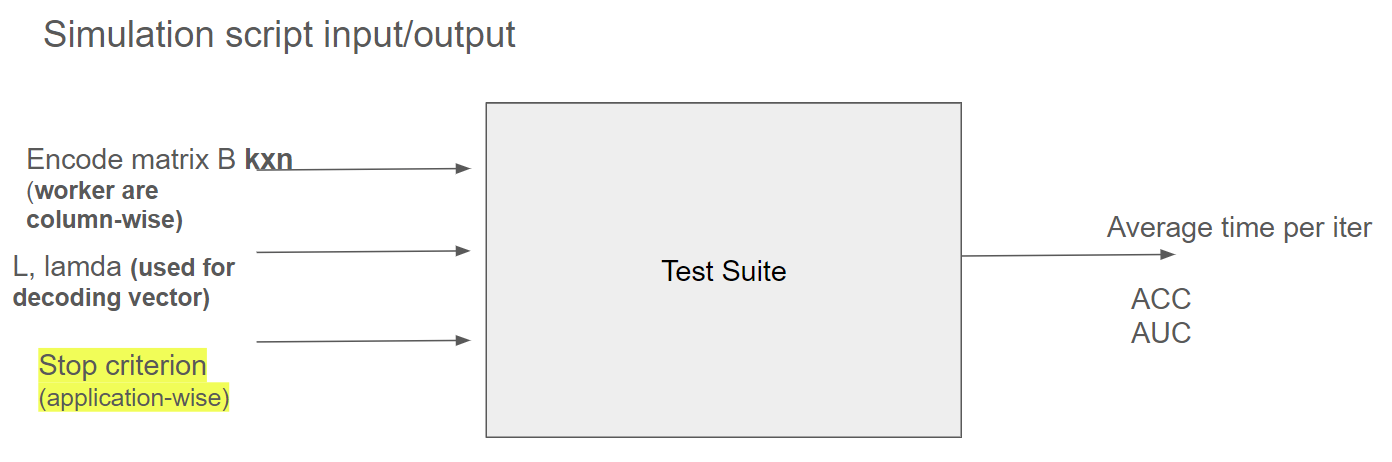 Simulation script input/output
Encode matrix B kxn
(worker are
column-wise)
L, lamda (used for
decoding vector)
Stop criterion
(application-wise)
Test Suite
Average time per iter
ACC
AUC